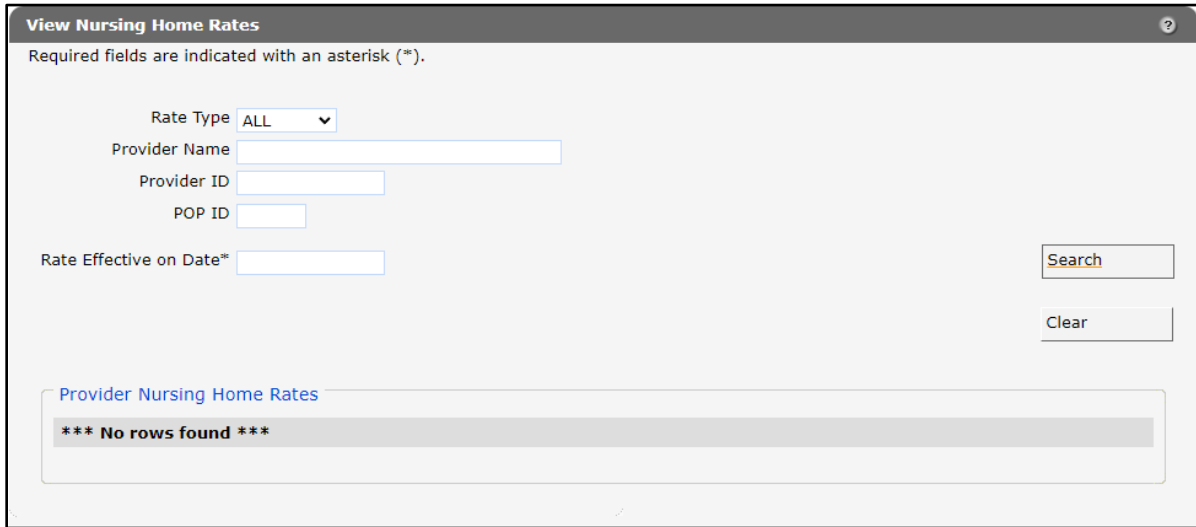 View Nursing Home Rates
?
Required fields are indicated with an asterisk (*).
Rate Type ALL
Provider Name
Provider ID
POP ID
Rate Effective on Date*
Search
Clear
Provider Nursing Home Rates
*** No rows found ***